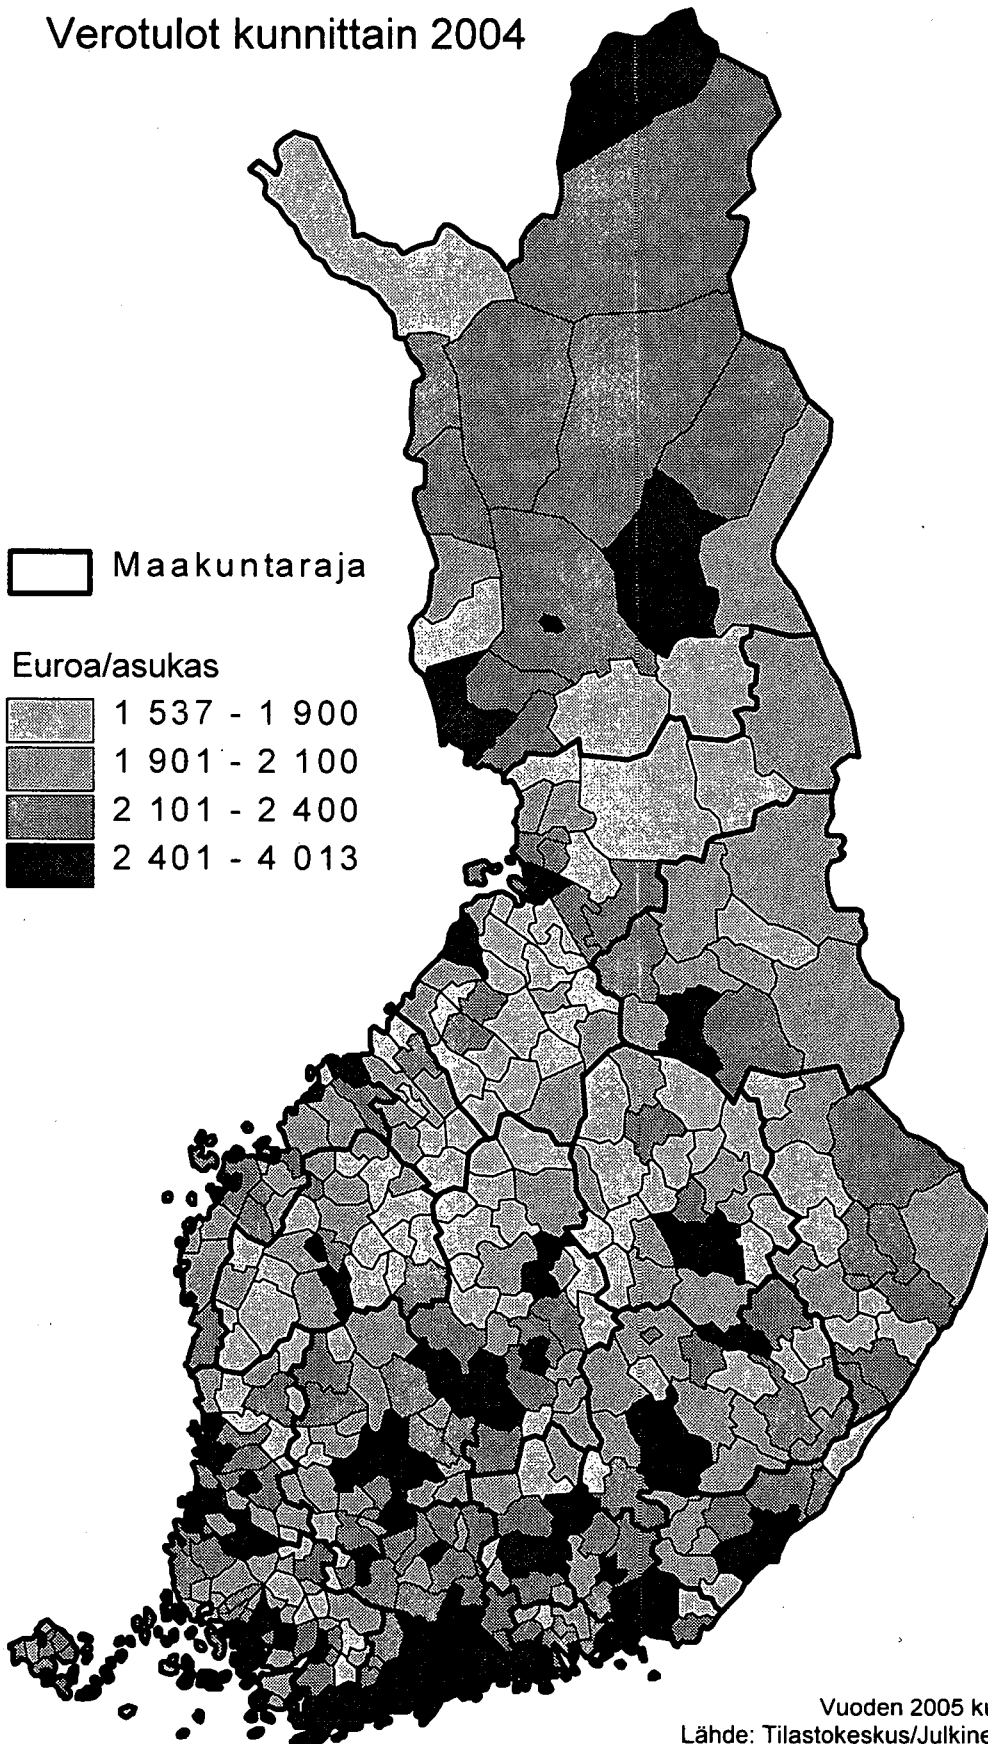 Verotulot kunnittain 2004
Maakuntaraja
Euroa/asukas
1 537 - 1 900
1 901 - 2 100
2 101 - 2 400
2 401 - 4 013
Vuoden 2005 ku
Lähde: Tilastokeskus/Julkine